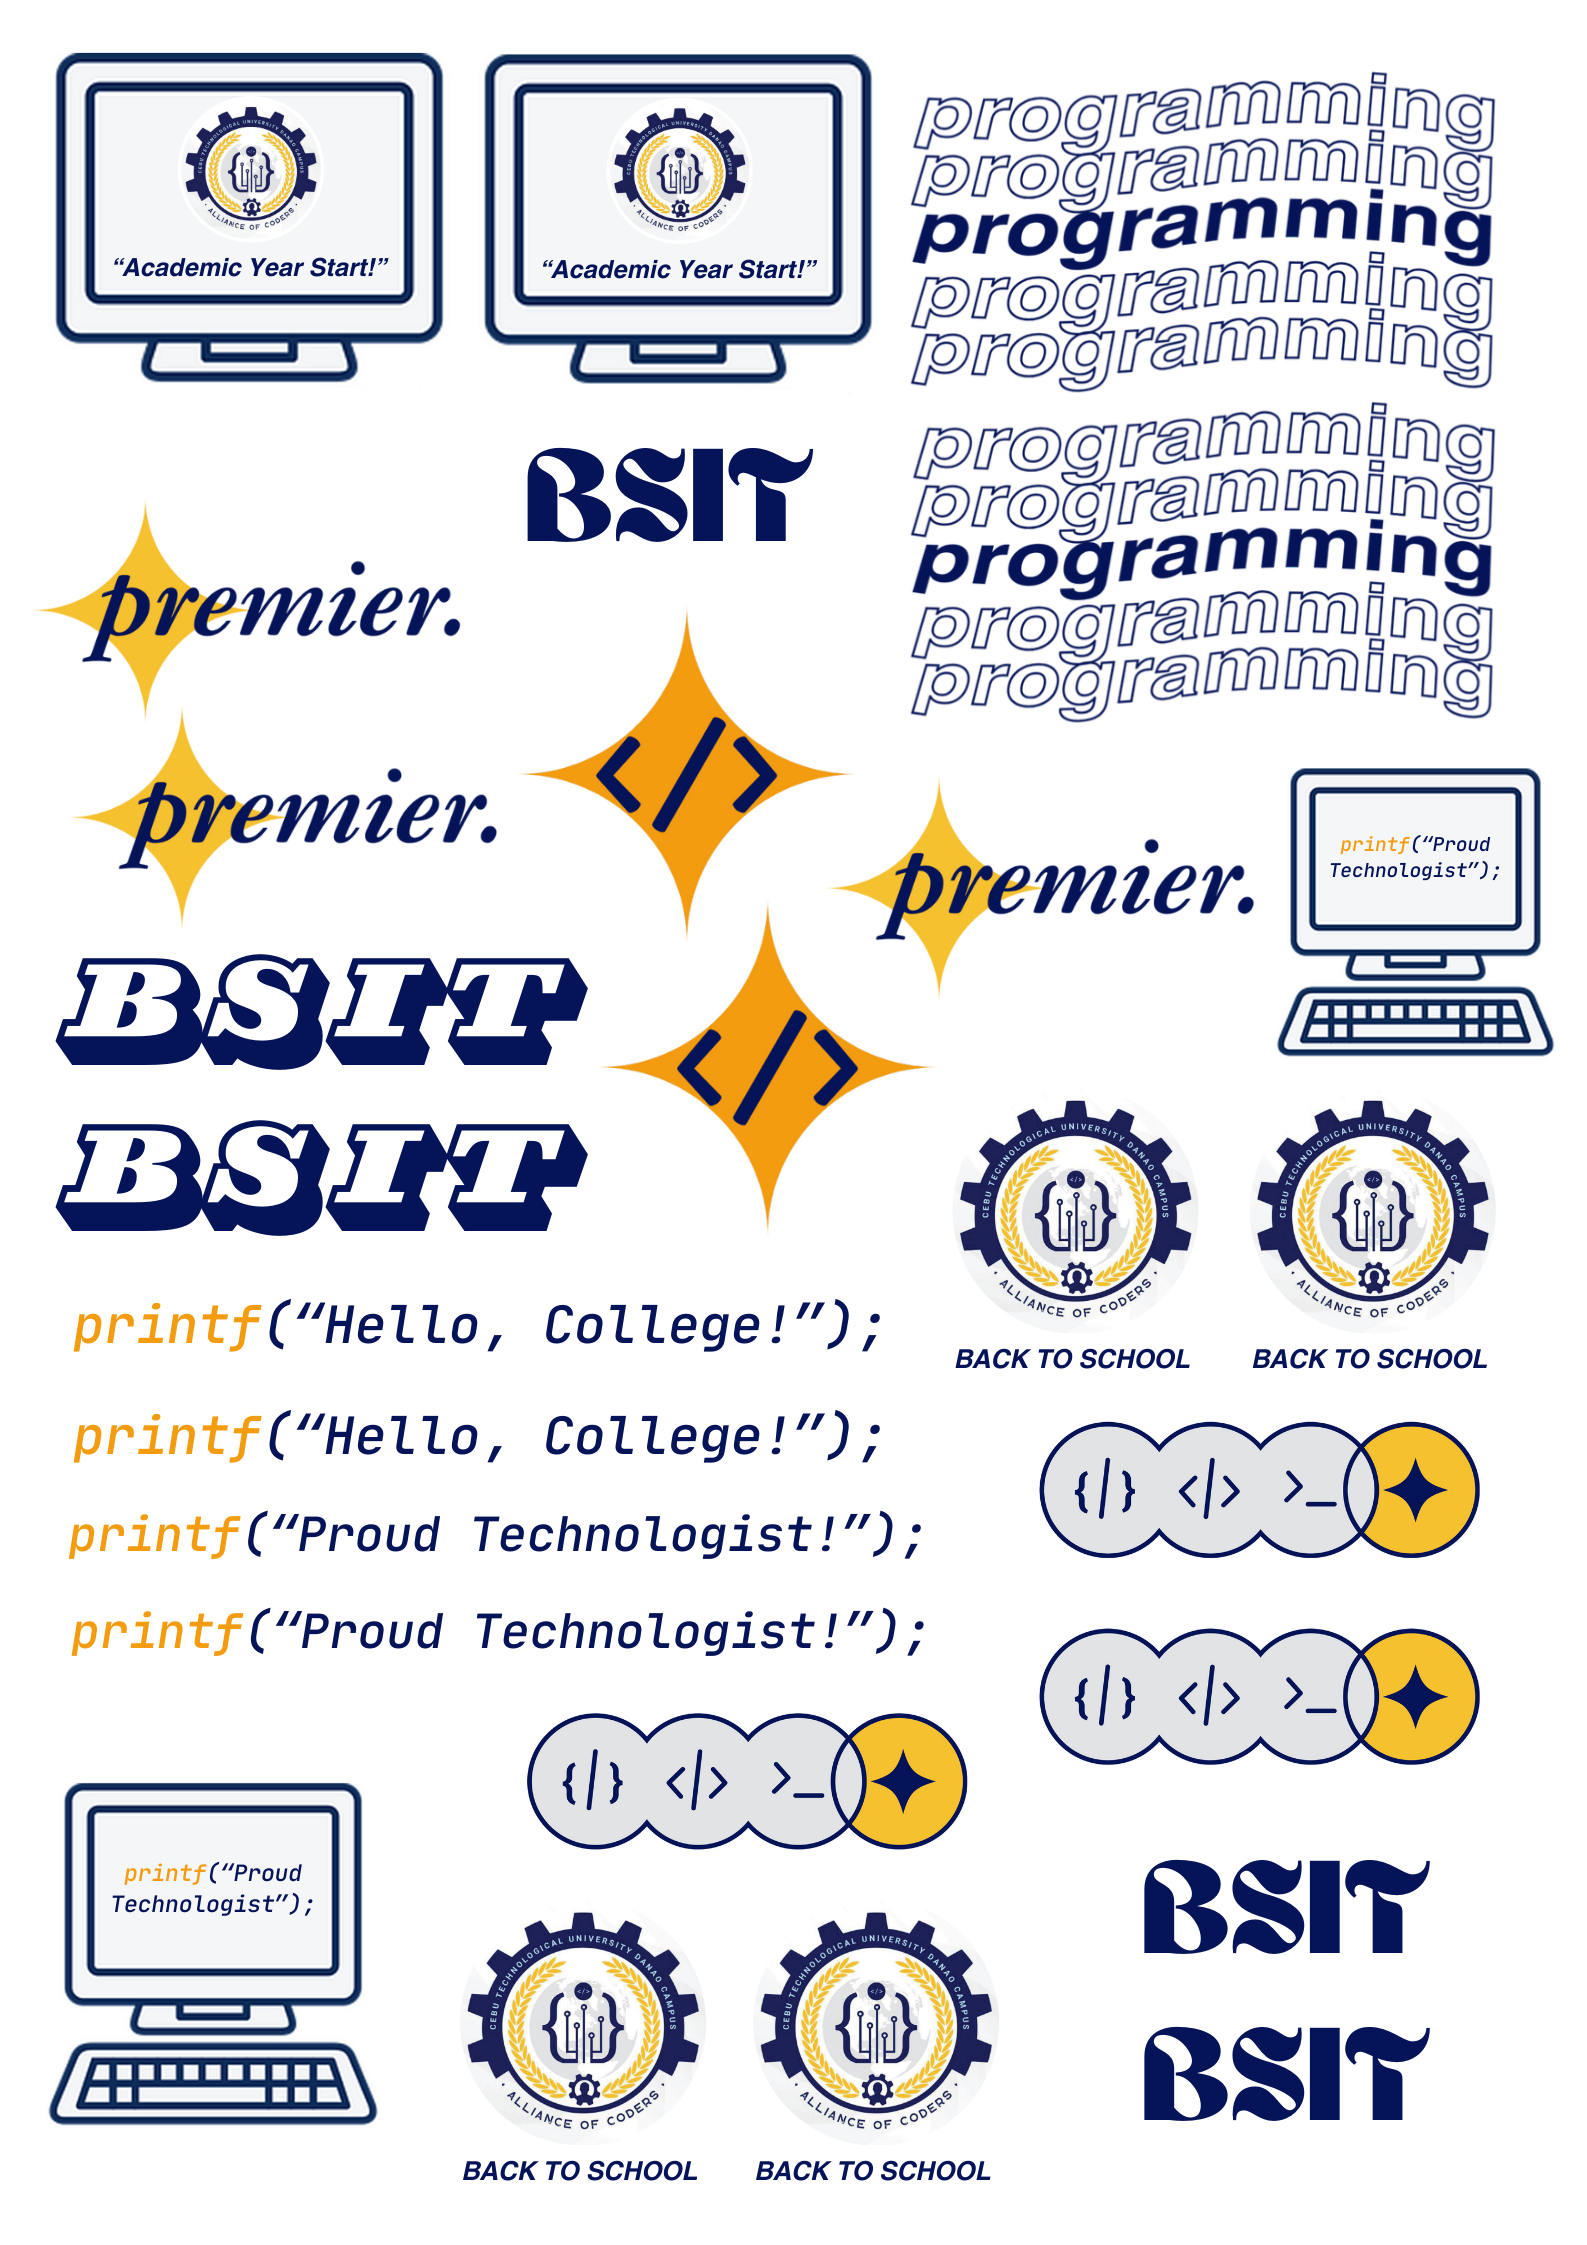 CEBU TECHNOLOGICAL UNIVERSITY DANAO CAMPUS
</>
ALLIANCE OF CODERS
“Academic Year Start!”
CEBU TECHNOLOGICAL UNIVERSITY DANAO CAMPUS
</>
ALLIANCE OF CODERS
“Academic Year Start!”
programming
programming
programming
programming
programming
BSIT
programming
programming
programming
programming
programming
premier.
</>
premier.
premier.
printf(“Proud
Technologist”);
BSIT
</>
BSIT
CEBU TECHNOLOGICAL UNIVERSITY DANAO CAMPUS
</>
ALLIANCE OF CODERS
BACK TO SCHOOL
CEBU TECHNOLOGICAL UNIVERSITY DANAO CAMPUS
</>
ALLIANCE OF CODERS
BACK TO SCHOOL
printf(“Hello, College!”);
printf(“Hello, College!”);
printf(“Proud Technologist!”);
printf(“Proud Technologist!”);
{/} </> >_
{/} </> >_
{/} </> >_
printf(“Proud
Technologist”);
CEBU TECHNOLOGICAL UNIVERSITY DANAO CAMPUS
</>
ALLIANCE OF CODERS
BACK TO SCHOOL
CEBU TECHNOLOGICAL UNIVERSITY DANAO CAMPUS
</>
ALLIANCE OF CODERS
BACK TO SCHOOL
BSIT
BSIT